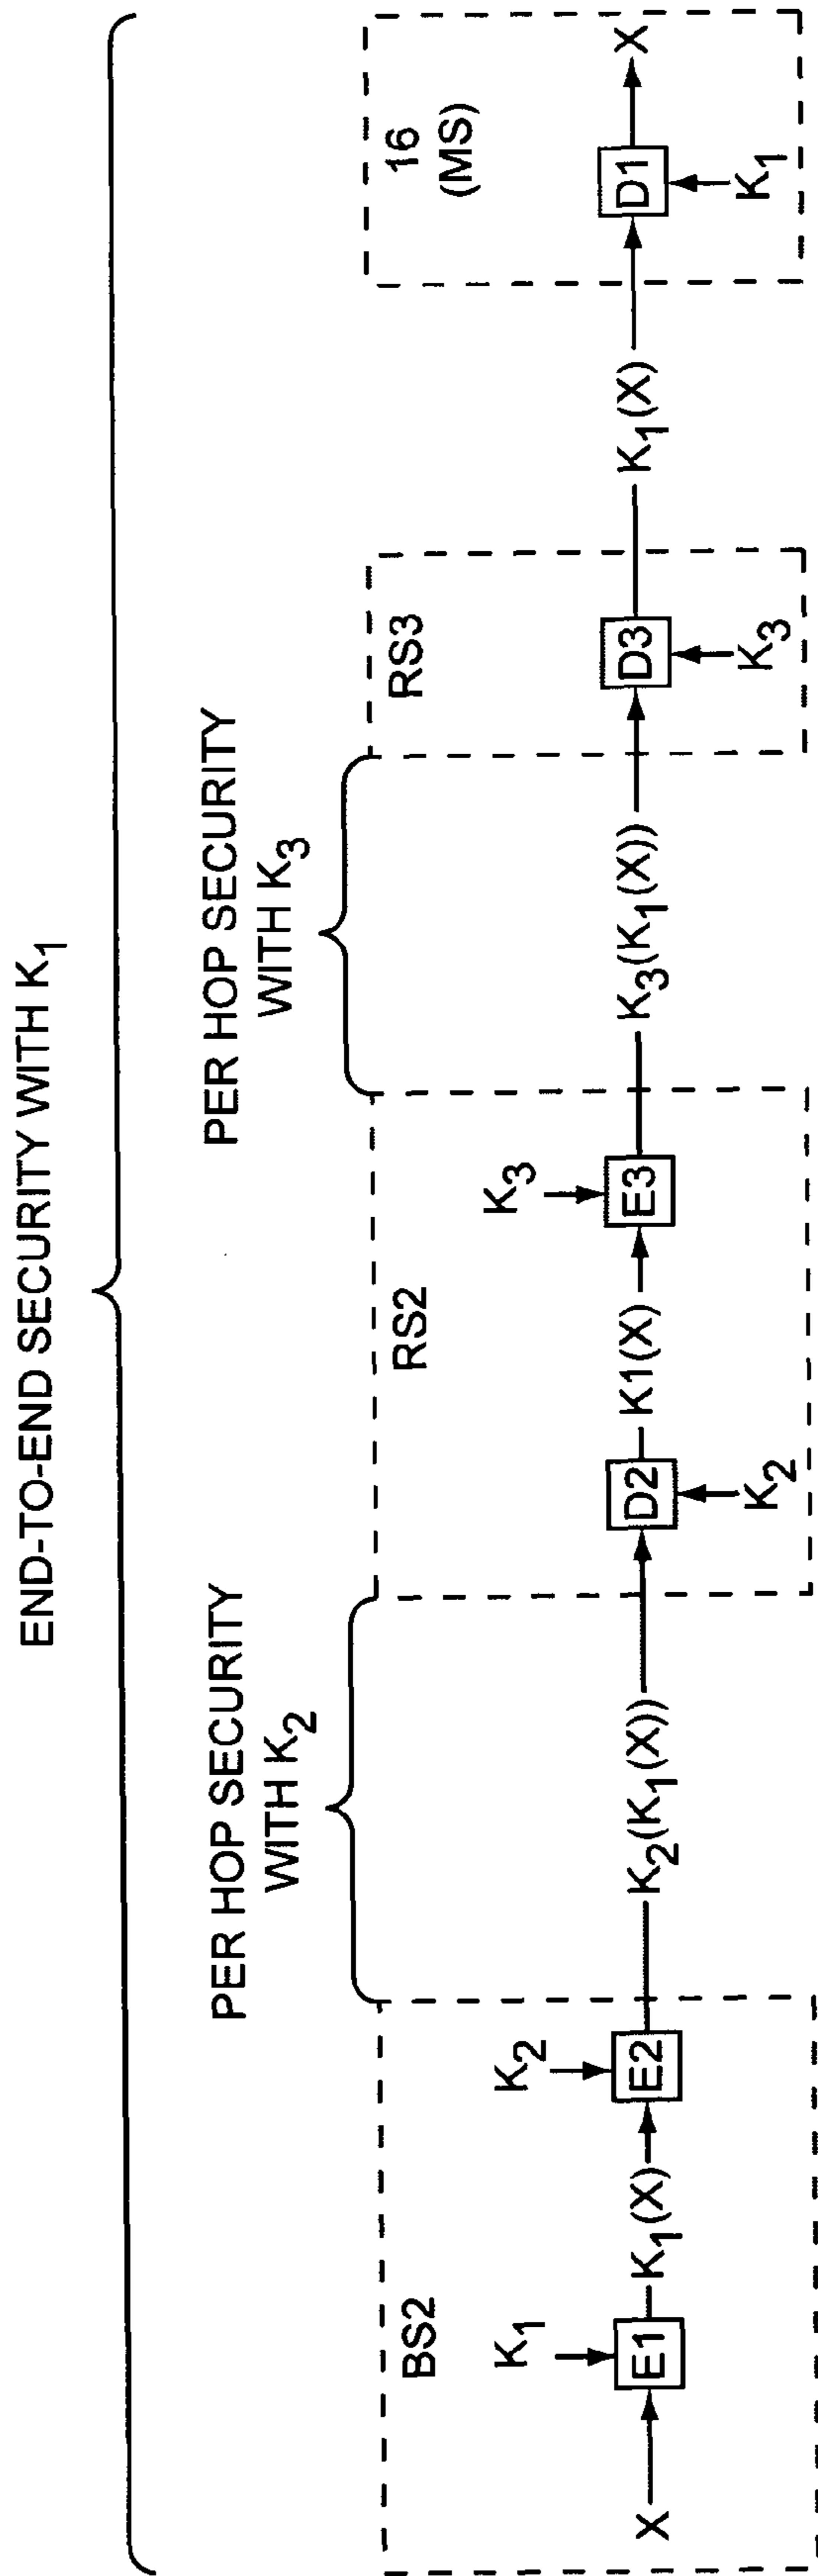 END-TO-END SECURITY WITH K₁
PER HOP SECURITY
WITH K₂
PER HOP SECURITY
WITH K₃
BS2
RS2
RS3
16
(MS)
K₁
K₂
K₃
X
E1
K₁(X)
E2
K₂(K₁(X))
D2
K1(X)
E3
K₃(K₁(X))
D3
K₁(X)
D1
X
K₂
K₃
K₁